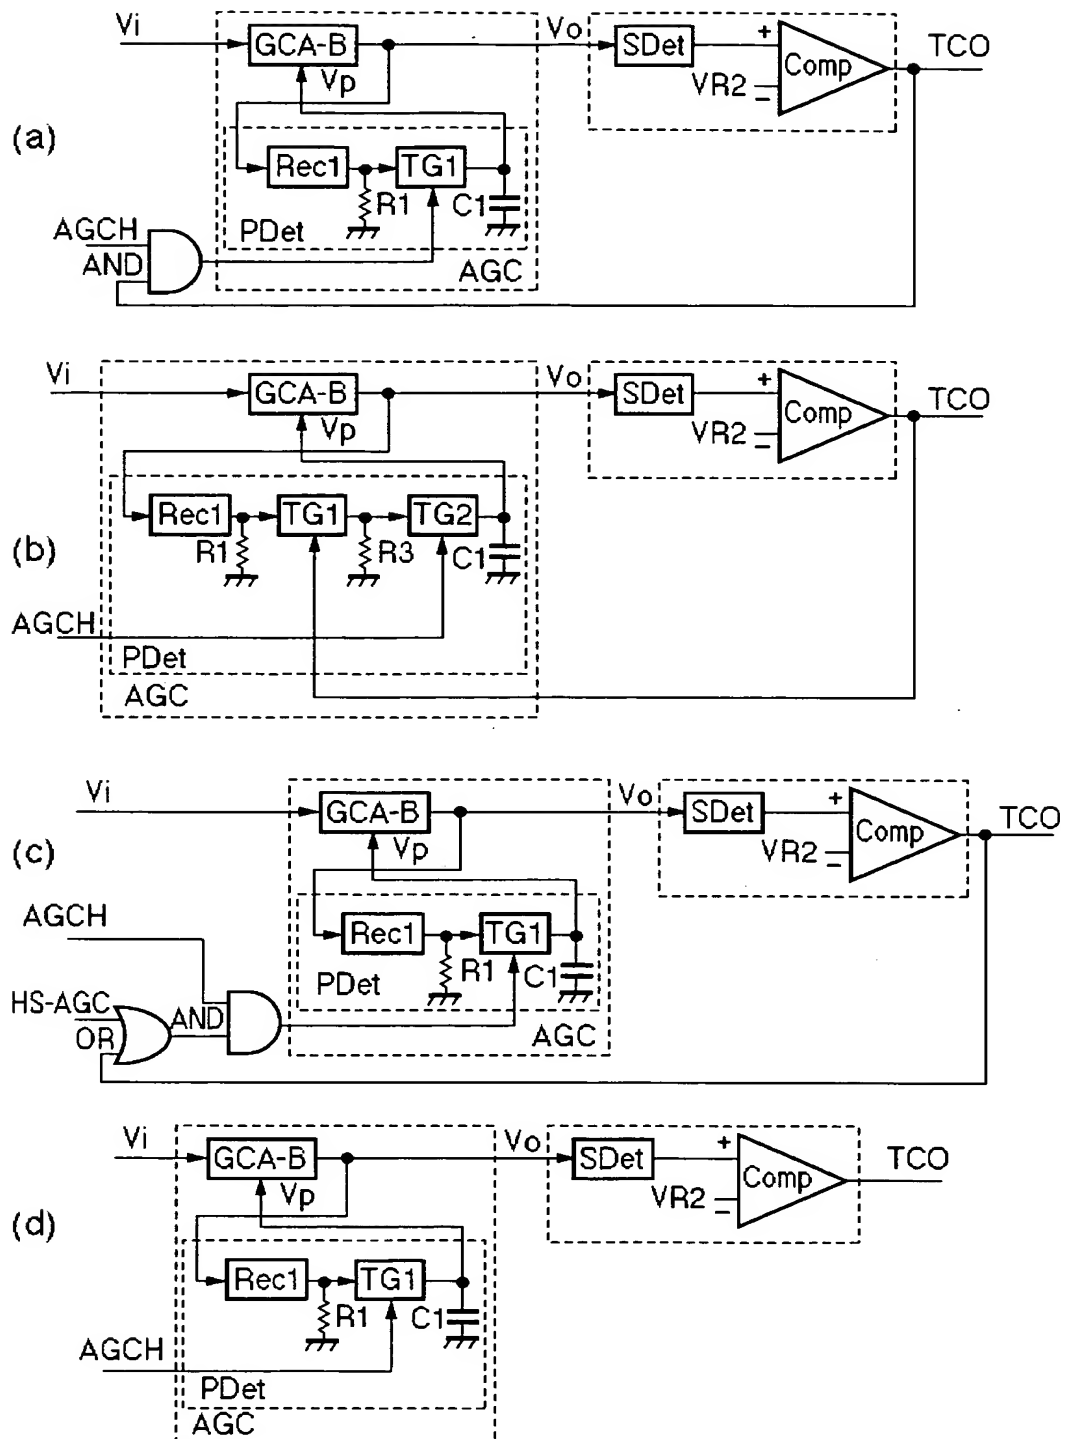 (a)
Vi
GCA-B
Vp
Vo
SDet
+
VR2
−
Comp
TCO
Rec1
TG1
R1
C1
PDet
AGCH
AND
AGC
(b)
Vi
GCA-B
Vp
Vo
SDet
+
VR2
−
Comp
TCO
Rec1
TG1
TG2
R1
R3
C1
AGCH
PDet
AGC
(c)
Vi
GCA-B
Vp
Vo
SDet
+
VR2
−
Comp
TCO
AGCH
Rec1
TG1
R1
C1
PDet
HS-AGC
OR
AND
AGC
(d)
Vi
GCA-B
Vp
Vo
SDet
+
VR2
−
Comp
TCO
Rec1
TG1
R1
C1
AGCH
PDet
AGC